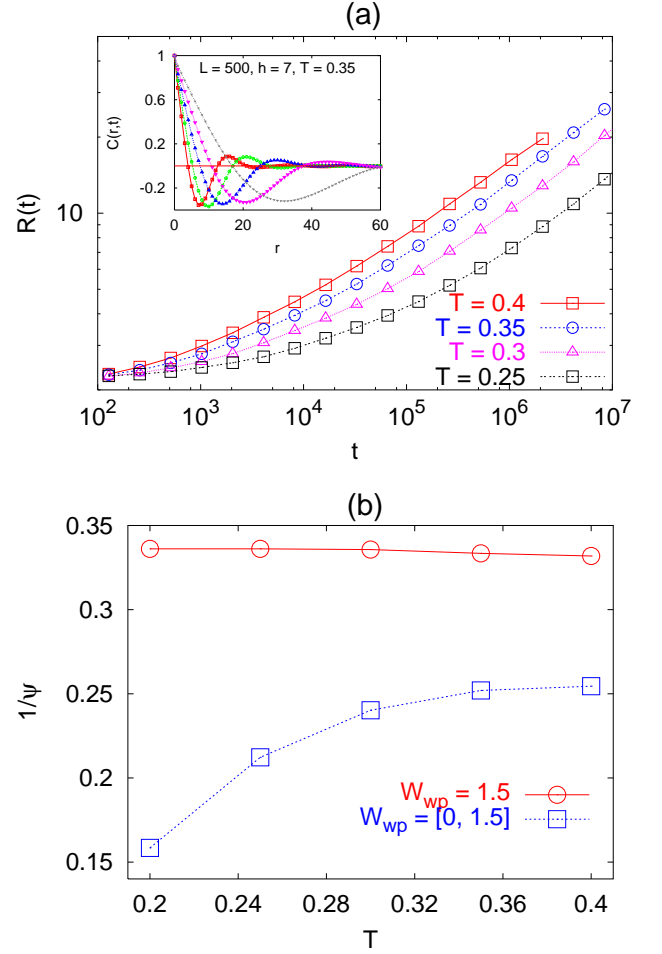 (a)
R(t)
10
10^2 10^3 10^4 10^5 10^6 10^7
t
T = 0.4
T = 0.35
T = 0.3
T = 0.25
L = 500, h = 7, T = 0.35
C(r,t)
1
0.6
0.2
-0.2
0 20 40 60
r
(b)
1/ψ
0.35
0.3
0.25
0.2
0.15
0.2 0.24 0.28 0.32 0.36 0.4
T
W_wp = 1.5
W_wp = [0, 1.5]